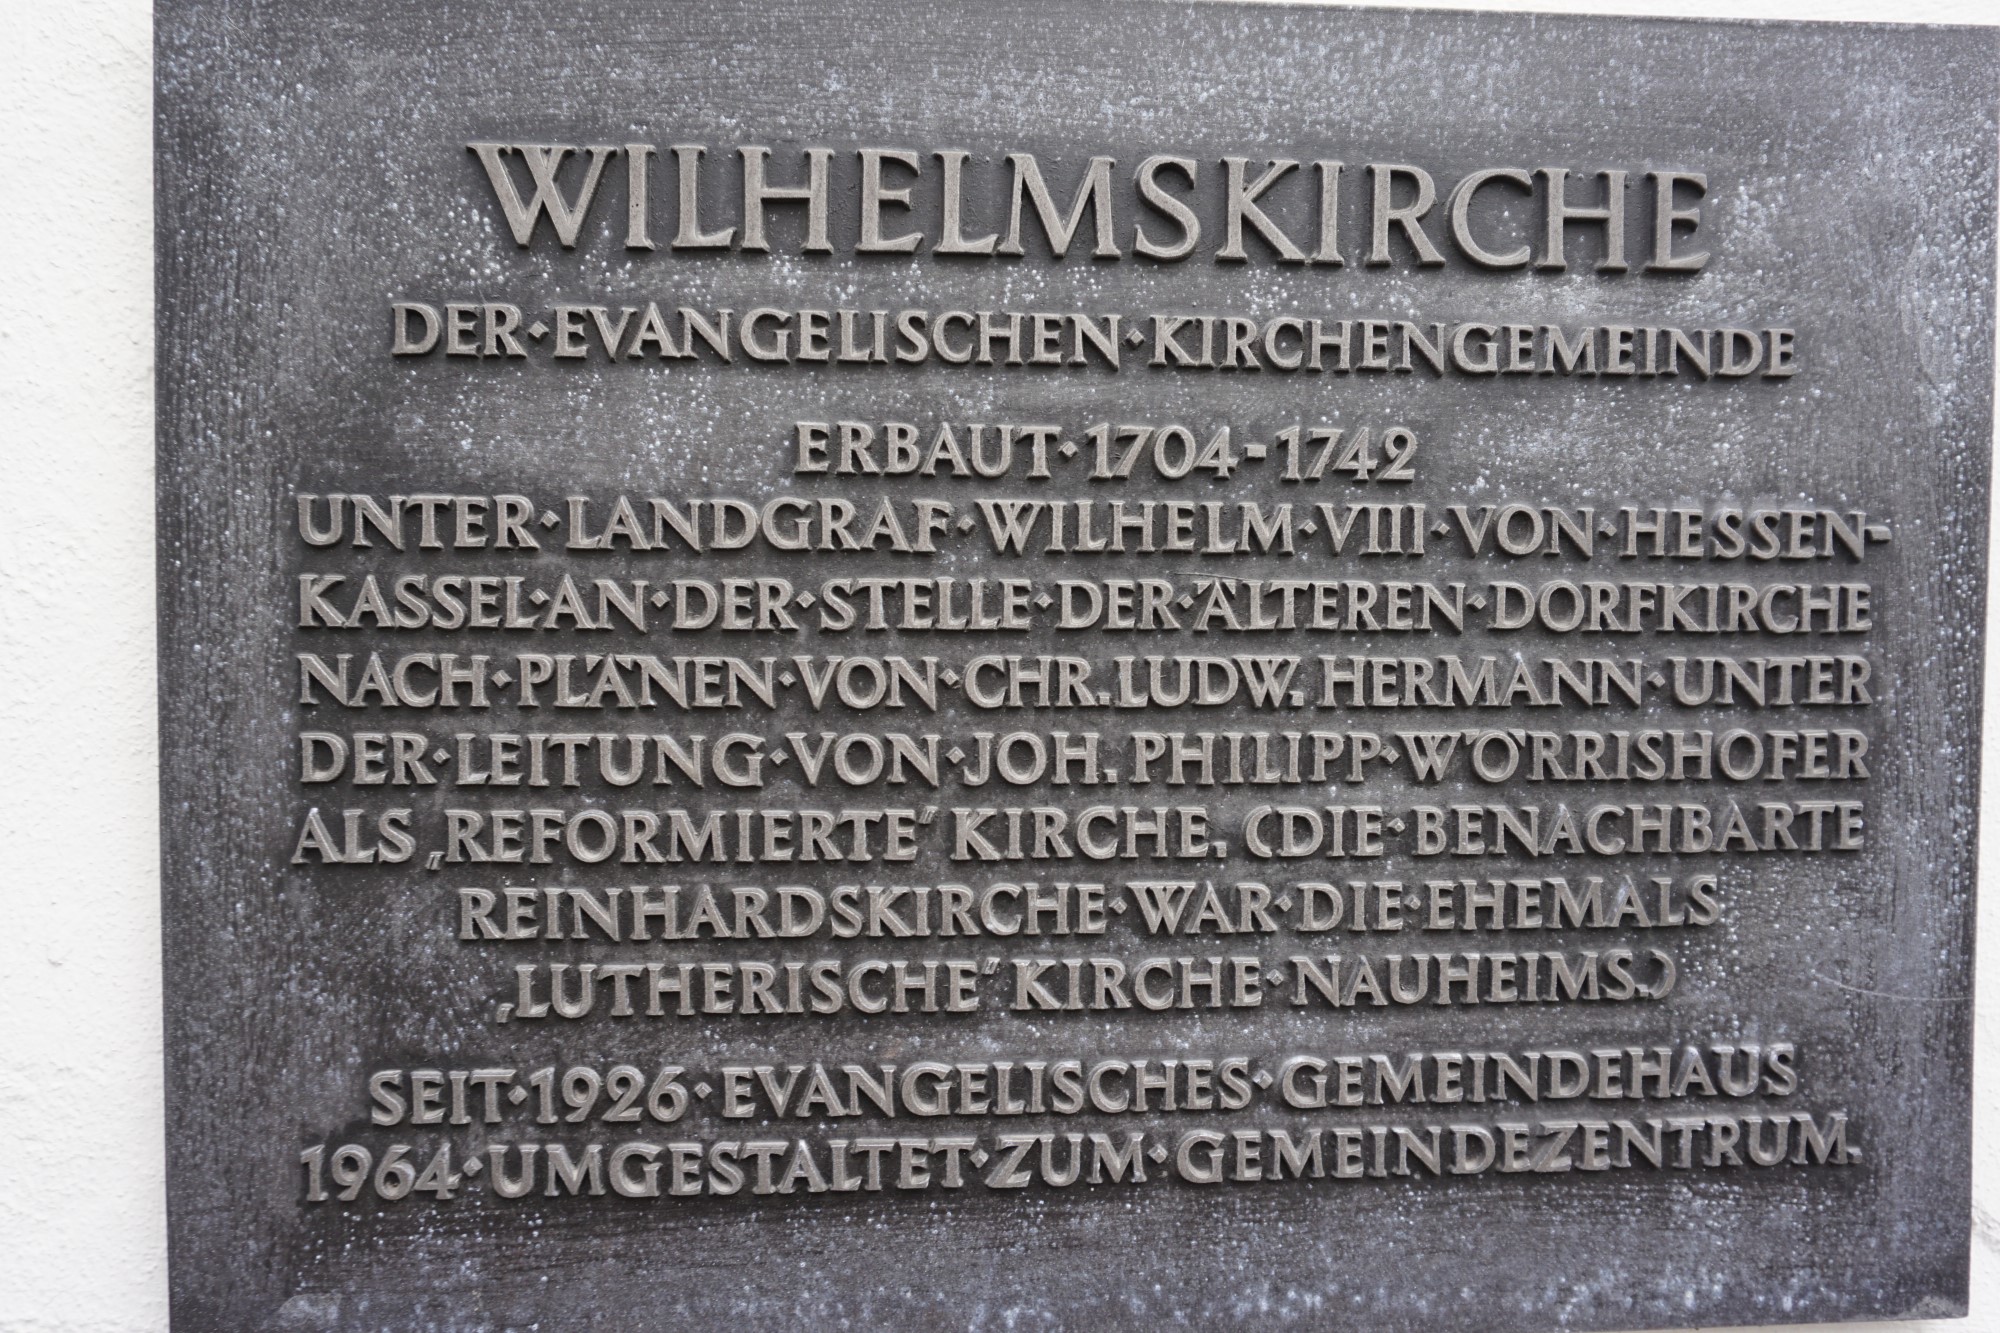 WILHELMSKIRCHE
DER·EVANGELISCHEN·KIRCHENGEMEINDE
ERBAUT·1704-1742
UNTER·LANDGRAF·WILHELM·VIII·VON·HESSEN-
KASSEL·AN·DER·STELLE·DER·ÄLTEREN·DORFKIRCHE
NACH·PLÄNEN·VON·CHR.LUDW. HERMANN·UNTER
DER·LEITUNG·VON·JOH. PHILIPP·WÖRRISHOFER
ALS „REFORMIERTE” KIRCHE. (DIE·BENACHBARTE
REINHARDSKIRCHE·WAR·DIE·EHEMALS
„LUTHERISCHE” KIRCHE·NAUHEIMS.)
SEIT·1926·EVANGELISCHES·GEMEINDEHAUS
1964·UMGESTALTET·ZUM·GEMEINDEZENTRUM.